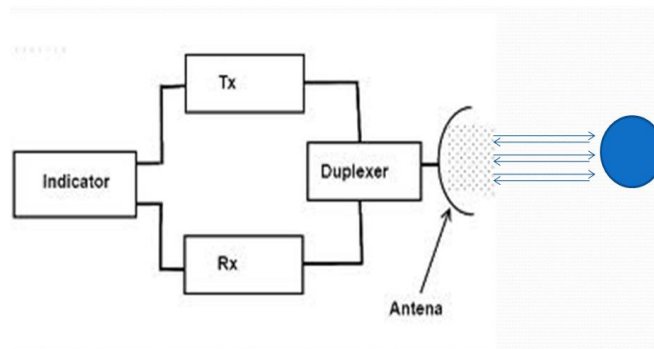 Tx
Indicator
Duplexer
Rx
Antena